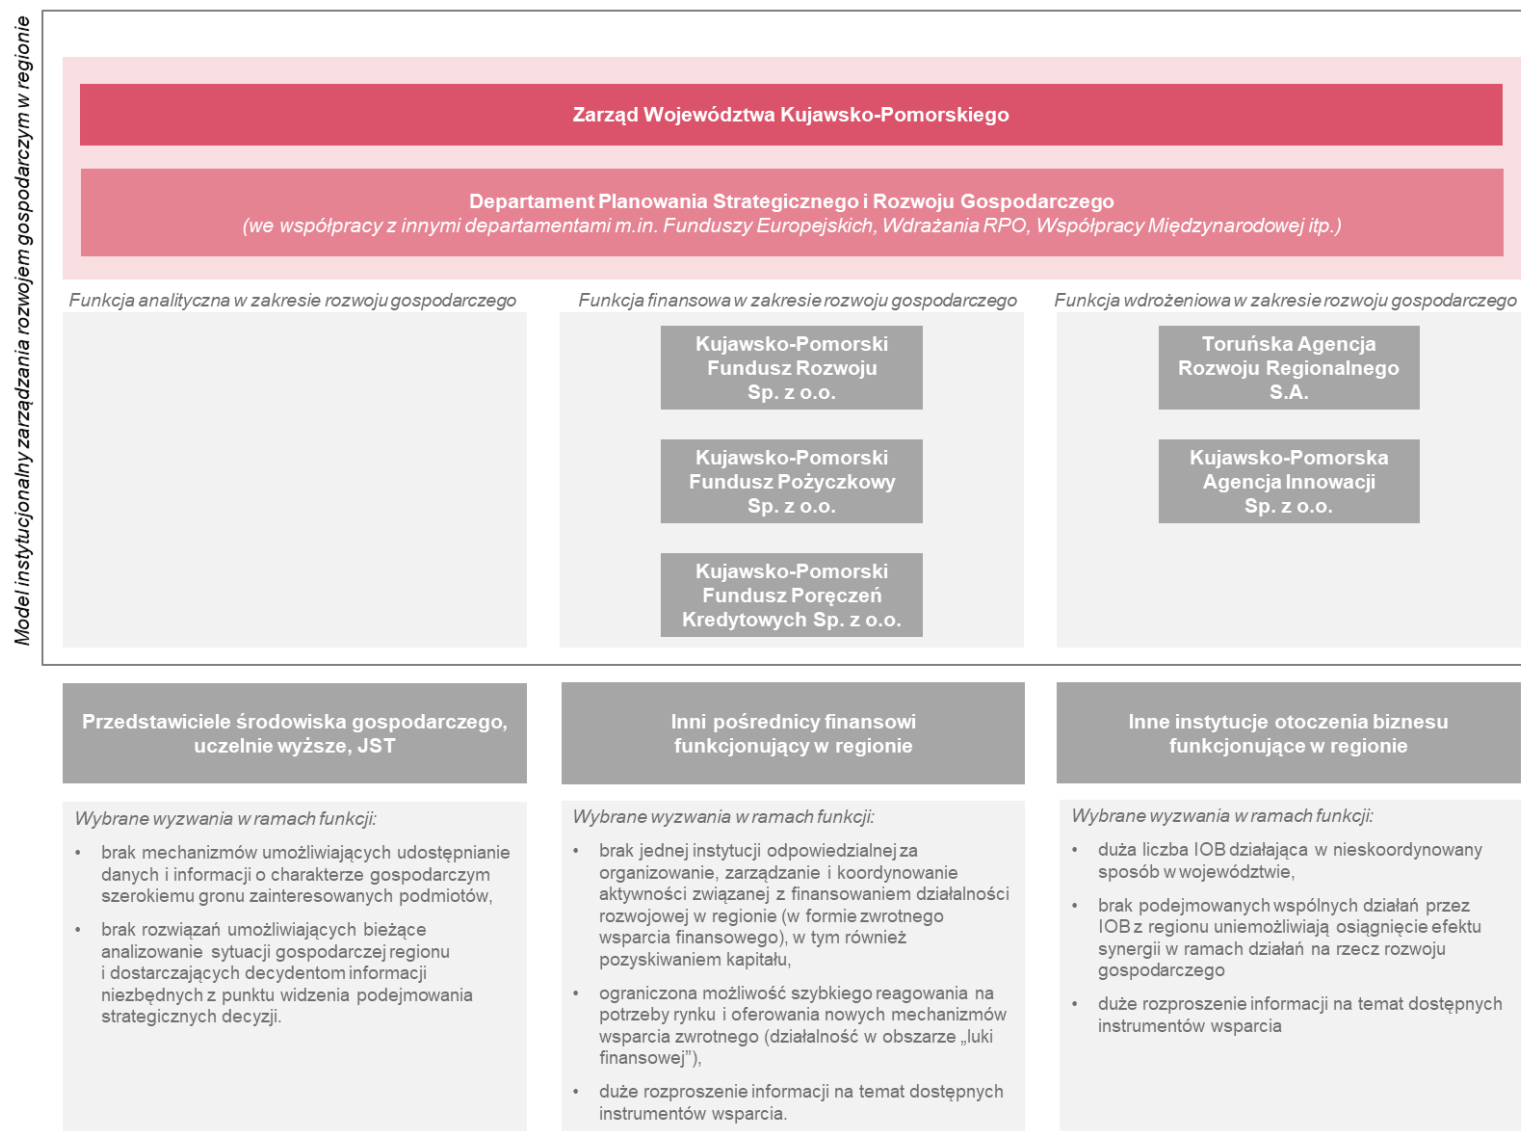 Model instytucjonalny zarządzania rozwojem gospodarczym w regionie
Zarząd Województwa Kujawsko-Pomorskiego
Departament Planowania Strategicznego i Rozwoju Gospodarczego
(we współpracy z innymi departamentami m.in. Funduszy Europejskich, Wdrażania RPO, Współpracy Międzynarodowej itp.)
Funkcja analityczna w zakresie rozwoju gospodarczego
Funkcja finansowa w zakresie rozwoju gospodarczego
Kujawsko-Pomorski
Fundusz Rozwoju
Sp. z o.o.
Kujawsko-Pomorski
Fundusz Pożyczkowy
Sp. z o.o.
Kujawsko-Pomorski
Fundusz Poręczeń
Kredytowych Sp. z o.o.
Funkcja wdrożeniowa w zakresie rozwoju gospodarczego
Toruńska Agencja
Rozwoju Regionalnego
S.A.
Kujawsko-Pomorska
Agencja Innowacji
Sp. z o.o.
Przedstawiciele środowiska gospodarczego,
uczelnie wyższe, JST
Wybrane wyzwania w ramach funkcji:
• brak mechanizmów umożliwiających udostępnianie
danych i informacji o charakterze gospodarczym
szerokiemu gronu zainteresowanych podmiotów,
• brak rozwiązań umożliwiających bieżące
analizowanie sytuacji gospodarczej regionu
i dostarczających decydentom informacji
niezbędnych z punktu widzenia podejmowania
strategicznych decyzji.
Inni pośrednicy finansowi
funkcjonujący w regionie
Wybrane wyzwania w ramach funkcji:
• brak jednej instytucji odpowiedzialnej za
organizowanie, zarządzanie i koordynowanie
aktywności związanej z finansowaniem działalności
rozwojowej w regionie (w formie zwrotnego
wsparcia finansowego), w tym również
pozyskiwaniem kapitału,
• ograniczona możliwość szybkiego reagowania na
potrzeby rynku i oferowania nowych mechanizmów
wsparcia zwrotnego (działalność w obszarze „luki
finansowej”),
• duże rozproszenie informacji na temat dostępnych
instrumentów wsparcia.
Inne instytucje otoczenia biznesu
funkcjonujące w regionie
Wybrane wyzwania w ramach funkcji:
• duża liczba IOB działająca w nieskoordynowany
sposób w województwie,
• brak podejmowanych wspólnych działań przez
IOB z regionu uniemożliwiają osiągnięcie efektu
synergii w ramach działań na rzecz rozwoju
gospodarczego
• duże rozproszenie informacji na temat dostępnych
instrumentów wsparcia